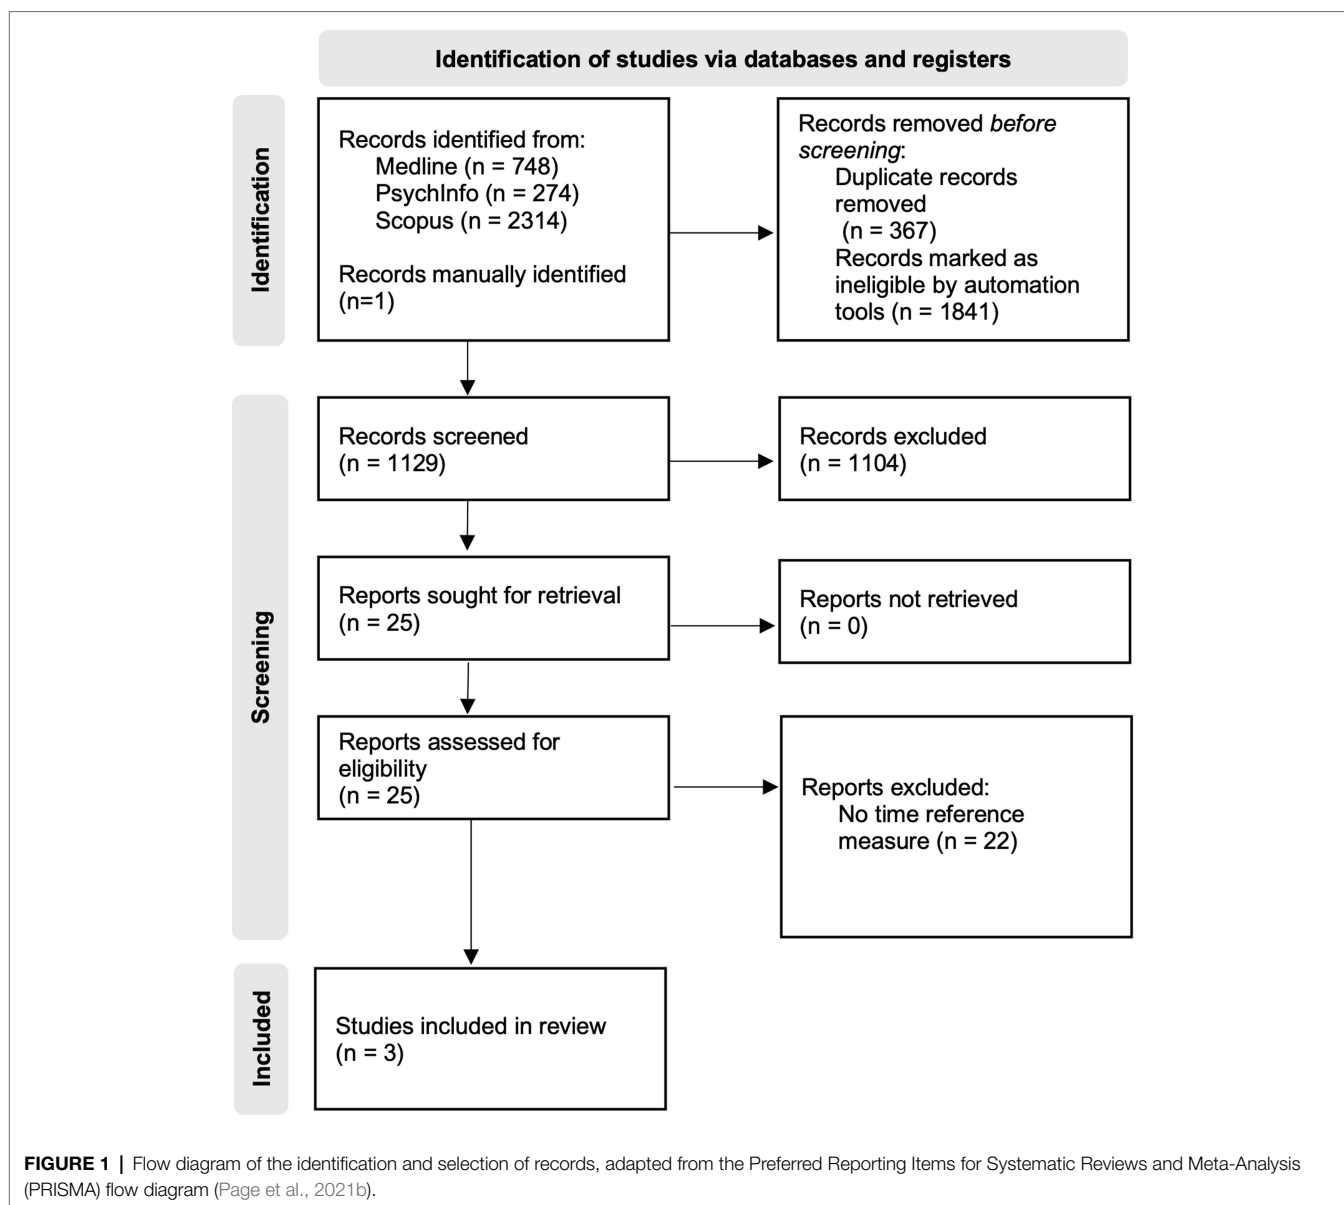 Identification of studies via databases and registers
Identification
Records identified from:
Medline (n = 748)
PsychInfo (n = 274)
Scopus (n = 2314)
Records manually identified
(n=1)
Records removed before
screening:
Duplicate records
removed
(n = 367)
Records marked as
ineligible by automation
tools (n = 1841)
Screening
Records screened
(n = 1129)
Records excluded
(n = 1104)
Reports sought for retrieval
(n = 25)
Reports not retrieved
(n = 0)
Reports assessed for
eligibility
(n = 25)
Reports excluded:
No time reference
measure (n = 22)
Included
Studies included in review
(n = 3)
FIGURE 1 | Flow diagram of the identification and selection of records, adapted from the Preferred Reporting Items for Systematic Reviews and Meta-Analysis
(PRISMA) flow diagram (Page et al., 2021b).